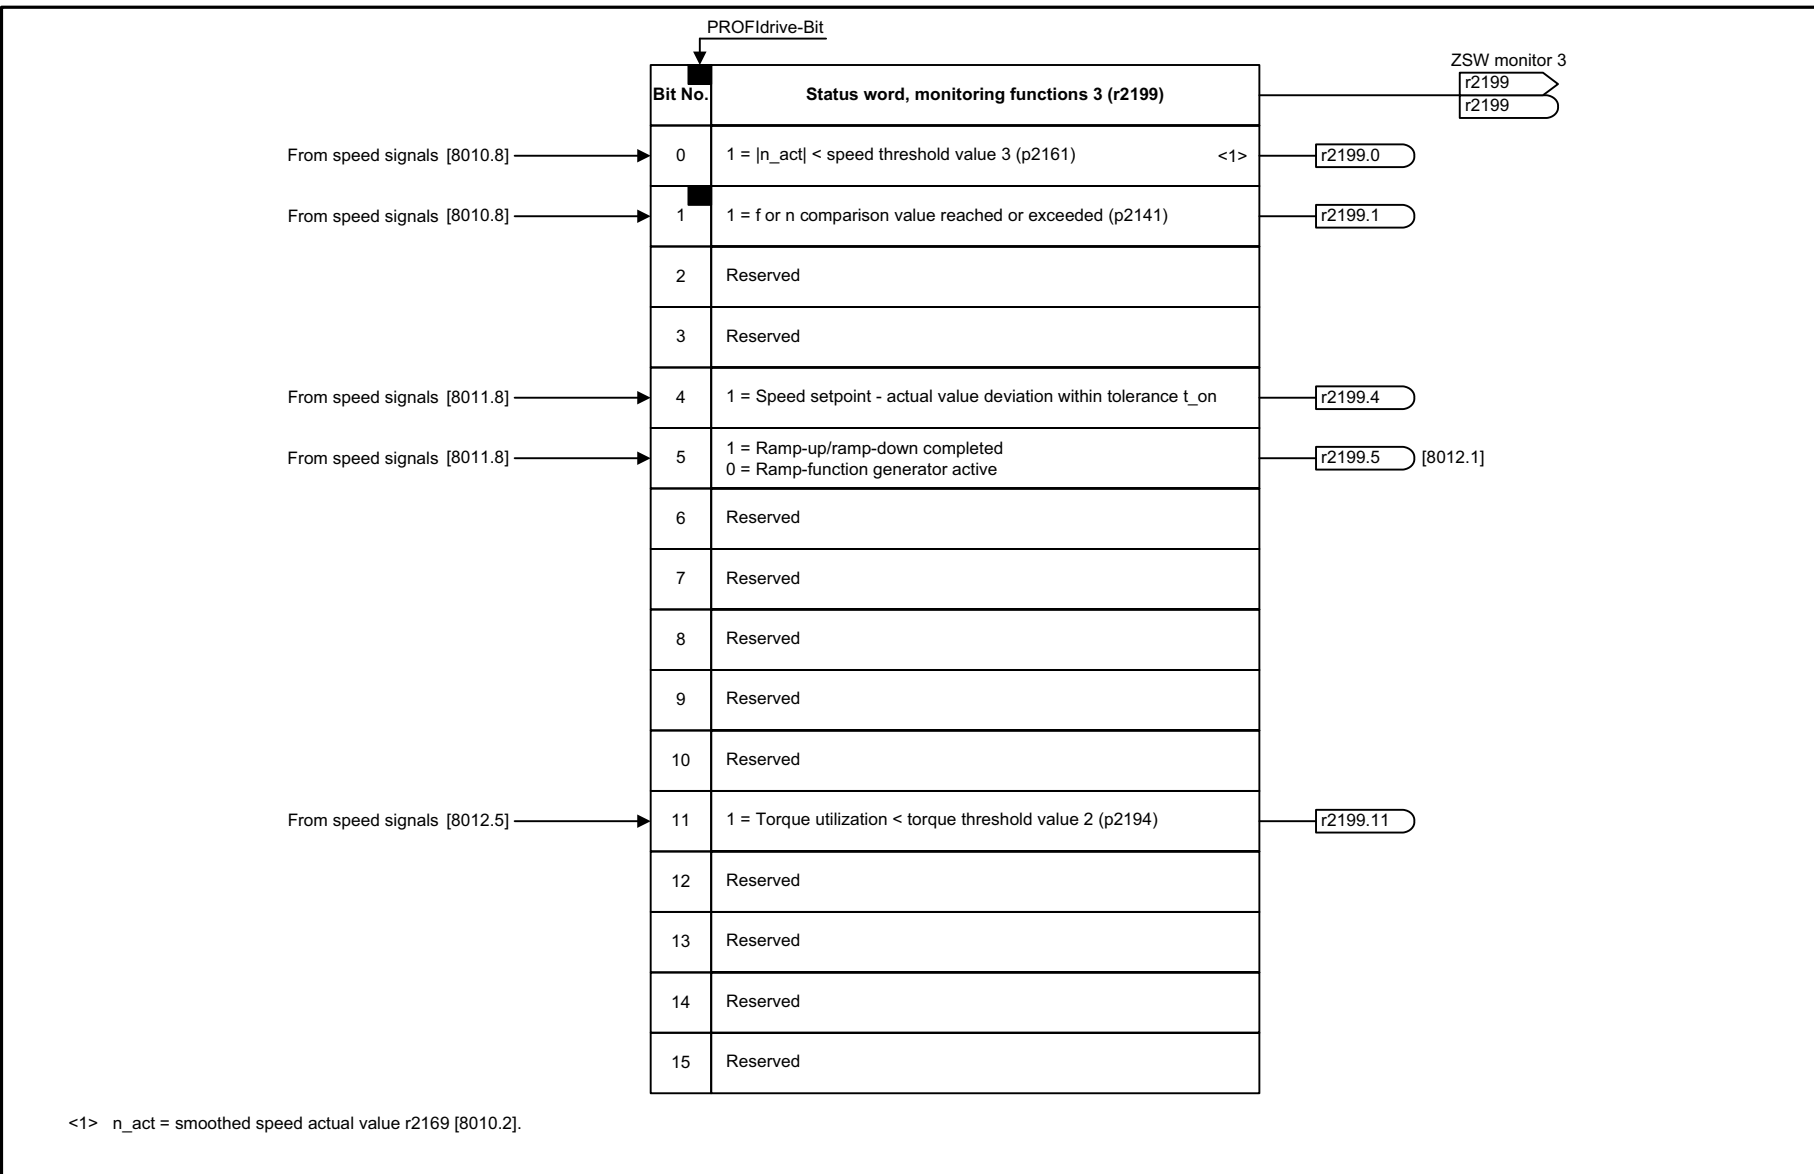 PROFIdrive-Bit
ZSW monitor 3
Bit No. Status word, monitoring functions 3 (r2199) r2199
r2199
From speed signals [8010.8] 0 1 = |n_act| < speed threshold value 3 (p2161) <1> r2199.0
From speed signals [8010.8] 1 1 = f or n comparison value reached or exceeded (p2141) r2199.1
2 Reserved
3 Reserved
From speed signals [8011.8] 4 1 = Speed setpoint - actual value deviation within tolerance t_on r2199.4
1 = Ramp-up/ramp-down completed
From speed signals [8011.8] 5 r2199.5 [8012.1]
0 = Ramp-function generator active
6 Reserved
7 Reserved
8 Reserved
9 Reserved
10 Reserved
From speed signals [8012.5] 11 1 = Torque utilization < torque threshold value 2 (p2194) r2199.11
12 Reserved
13 Reserved
14 Reserved
15 Reserved
<1> n_act = smoothed speed actual value r2169 [8010.2].